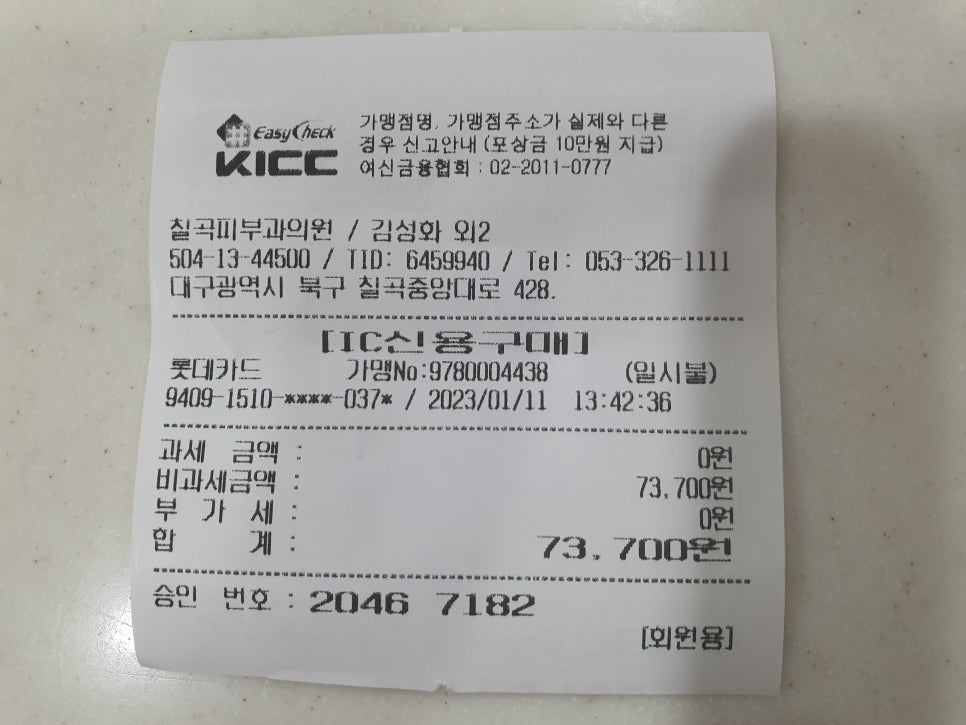 EasyCheck
KICC
가맹점명, 가맹점주소가 실제와 다른
경우 신고안내 (포상금 10만원 지급)
여신금융협회 : 02-2011-0777
칠곡피부과의원 / 김성화 외2
504-13-44500 / TID: 6459940 / Tel: 053-326-1111
대구광역시 북구 칠곡중앙대로 428.
[IC신용구매]
롯데카드 가맹No:9780004438 (일시불)
9409-1510-****-037* / 2023/01/11 13:42:36
과세 금액 : 0원
비과세금액 : 73,700원
부 가 세 : 0원
합 계 : 73,700원
승인 번호 : 2046 7182
[회원용]